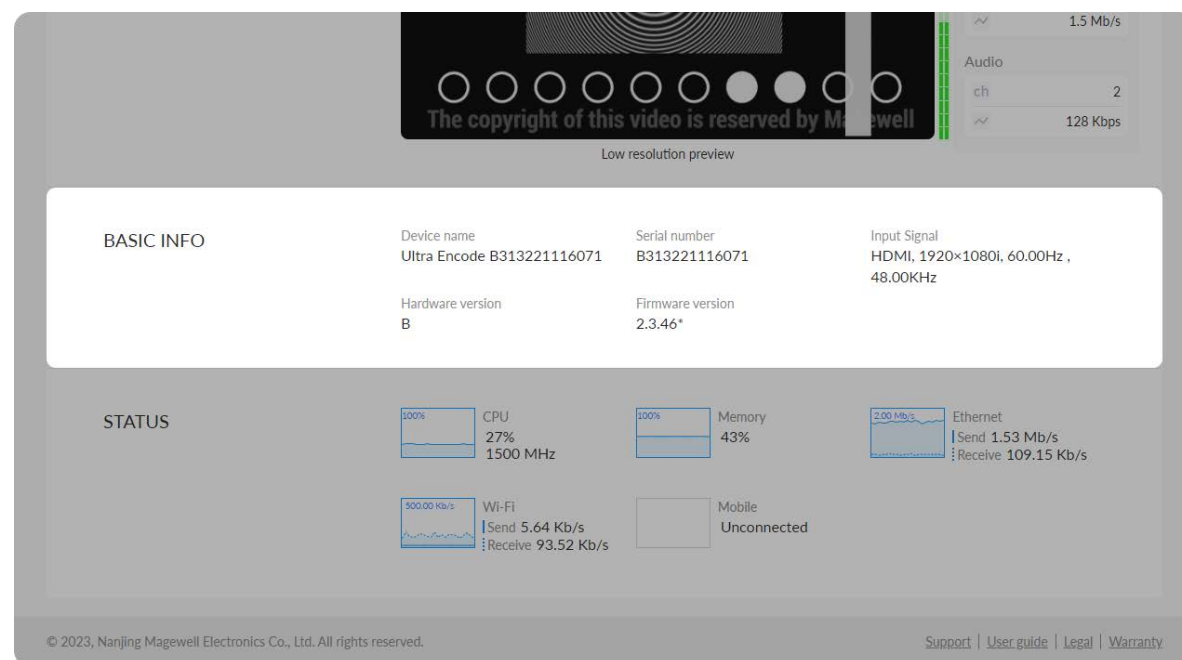 1.5 Mb/s
Audio
ch 2
128 Kbps
The copyright of this video is reserved by Magewell
Low resolution preview
BASIC INFO
Device name
Ultra Encode B313221116071
Serial number
B313221116071
Input Signal
HDMI, 1920×1080i, 60.00Hz ,
48.00KHz
Hardware version
B
Firmware version
2.3.46*
STATUS
100%
CPU
27%
1500 MHz
100%
Memory
43%
2.00 Mb/s
Ethernet
Send 1.53 Mb/s
Receive 109.15 Kb/s
500.00 Kb/s
Wi-Fi
Send 5.64 Kb/s
Receive 93.52 Kb/s
Mobile
Unconnected
© 2023, Nanjing Magewell Electronics Co., Ltd. All rights reserved.
Support | User guide | Legal | Warranty